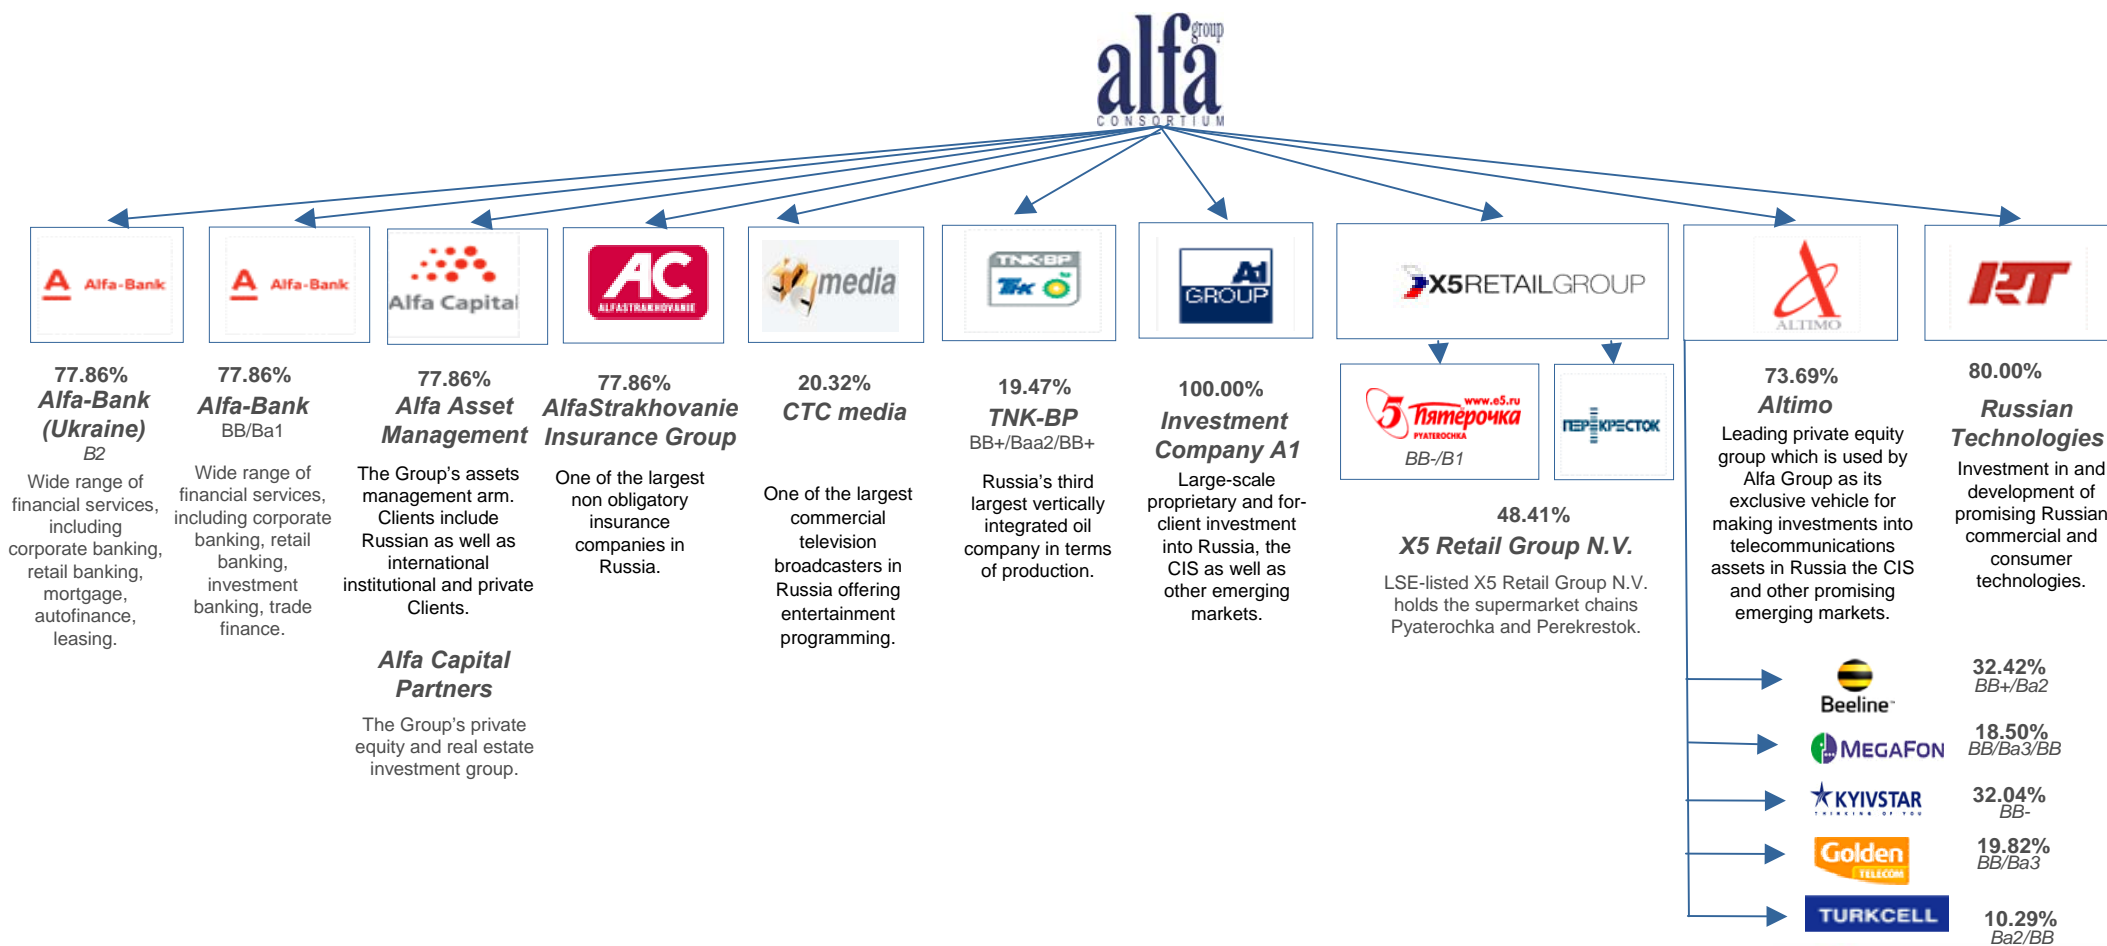 group
alfa
CONSORTIUM
A Alfa-Bank
77.86%
Alfa-Bank
(Ukraine)
B2
Wide range of
financial services,
including
corporate banking,
retail banking,
mortgage,
autofinance,
leasing.
A Alfa-Bank
77.86%
Alfa-Bank
BB/Ba1
Wide range of
financial services,
including corporate
banking, retail
banking,
investment
banking, trade
finance.
Alfa Capital
77.86%
Alfa Asset
Management
The Group's assets
management arm.
Clients include
Russian as well as
international
institutional and private
Clients.
Alfa Capital
Partners
The Group's private
equity and real estate
investment group.
AC
ALFASTRAKHOVANIE
77.86%
AlfaStrakhovanie
Insurance Group
One of the largest
non obligatory
insurance
companies in
Russia.
media
20.32%
CTC media
One of the largest
commercial
television
broadcasters in
Russia offering
entertainment
programming.
TNK-BP
ТНК
19.47%
TNK-BP
BB+/Baa2/BB+
Russia's third
largest vertically
integrated oil
company in terms
of production.
A1
GROUP
100.00%
Investment
Company A1
Large-scale
proprietary and for-
client investment
into Russia, the
CIS as well as
other emerging
markets.
X5RETAILGROUP
www.e5.ru
5 Пятёрочка
PYATEROCHKA
BB-/B1
ПЕРЕКРЕСТОК
48.41%
X5 Retail Group N.V.
LSE-listed X5 Retail Group N.V.
holds the supermarket chains
Pyaterochka and Perekrestok.
ALTIMO
73.69%
Altimo
Leading private equity
group which is used by
Alfa Group as its
exclusive vehicle for
making investments into
telecommunications
assets in Russia the CIS
and other promising
emerging markets.
RT
80.00%
Russian
Technologies
Investment in and
development of
promising Russian
commercial and
consumer
technologies.
Beeline™
32.42%
BB+/Ba2
MEGAFON
18.50%
BB/Ba3/BB
KYIVSTAR
THINKING OF YOU
32.04%
BB-
Golden
TELECOM
19.82%
BB/Ba3
TURKCELL
10.29%
Ba2/BB